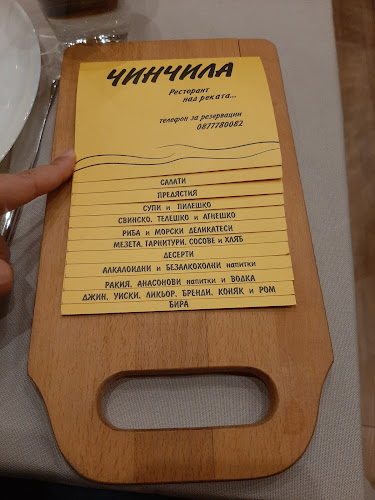 ЧИНЧИЛА
Ресторант
над реката...
телефон за резервации
0877780082
САЛАТИ
ПРЕДЯСТИЯ
СУПИ и ПИЛЕШКО
СВИНСКО, ТЕЛЕШКО и АГНЕШКО
РИБА и МОРСКИ ДЕЛИКАТЕСИ
МЕЗЕТА, ГАРНИТУРИ, СОСОВЕ и ХЛЯБ
ДЕСЕРТИ
АЛКАЛОИДНИ и БЕЗАЛКОХОЛНИ напитки
РАКИЯ, АНАСОНОВИ напитки и ВОДКА
ДЖИН, УИСКИ, ЛИКЬОР, БРЕНДИ, КОНЯК и РОМ
БИРА